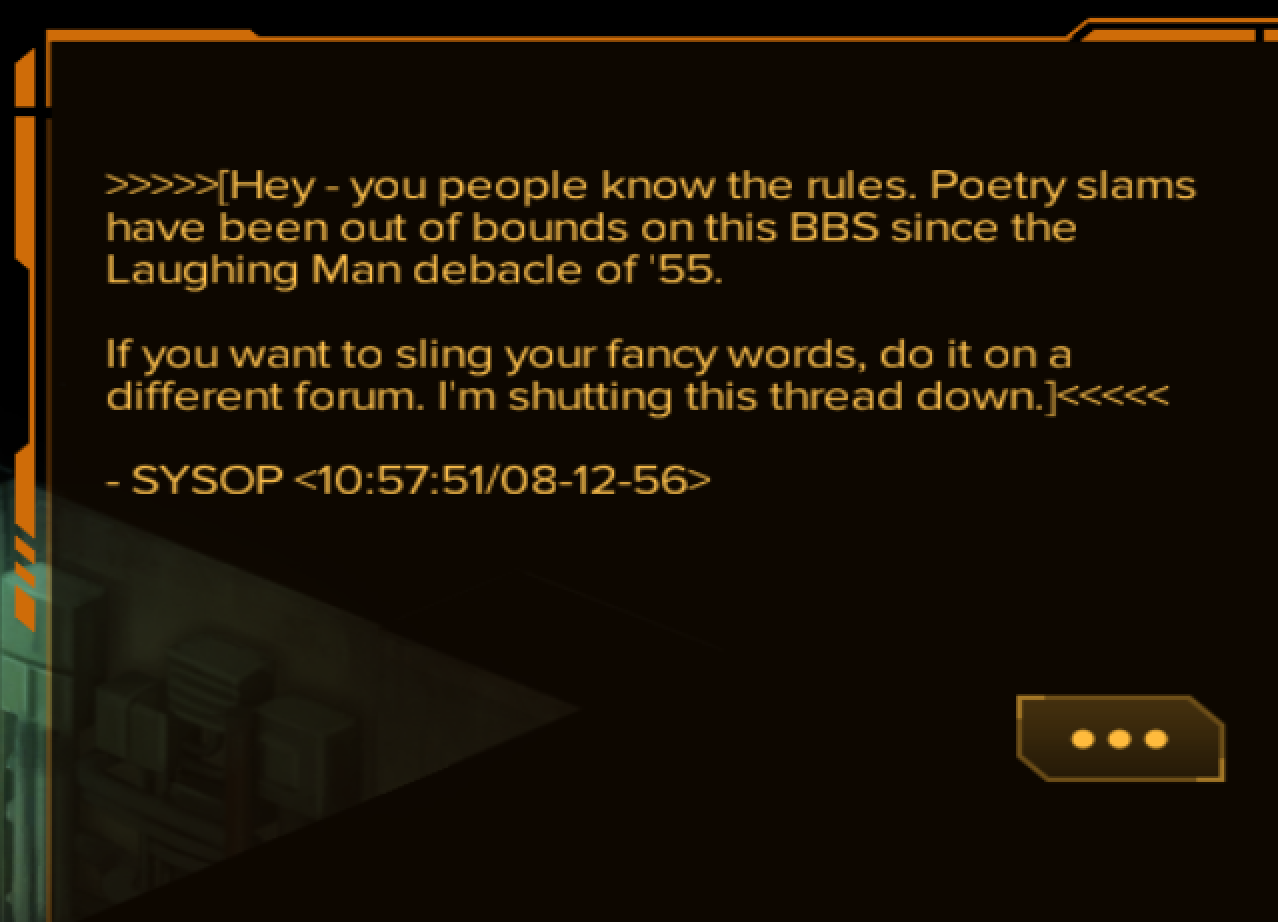 >>>>>[Hey - you people know the rules. Poetry slams
have been out of bounds on this BBS since the
Laughing Man debacle of '55.
If you want to sling your fancy words, do it on a
different forum. I'm shutting this thread down.]<<<<<
- SYSOP <10:57:51/08-12-56>